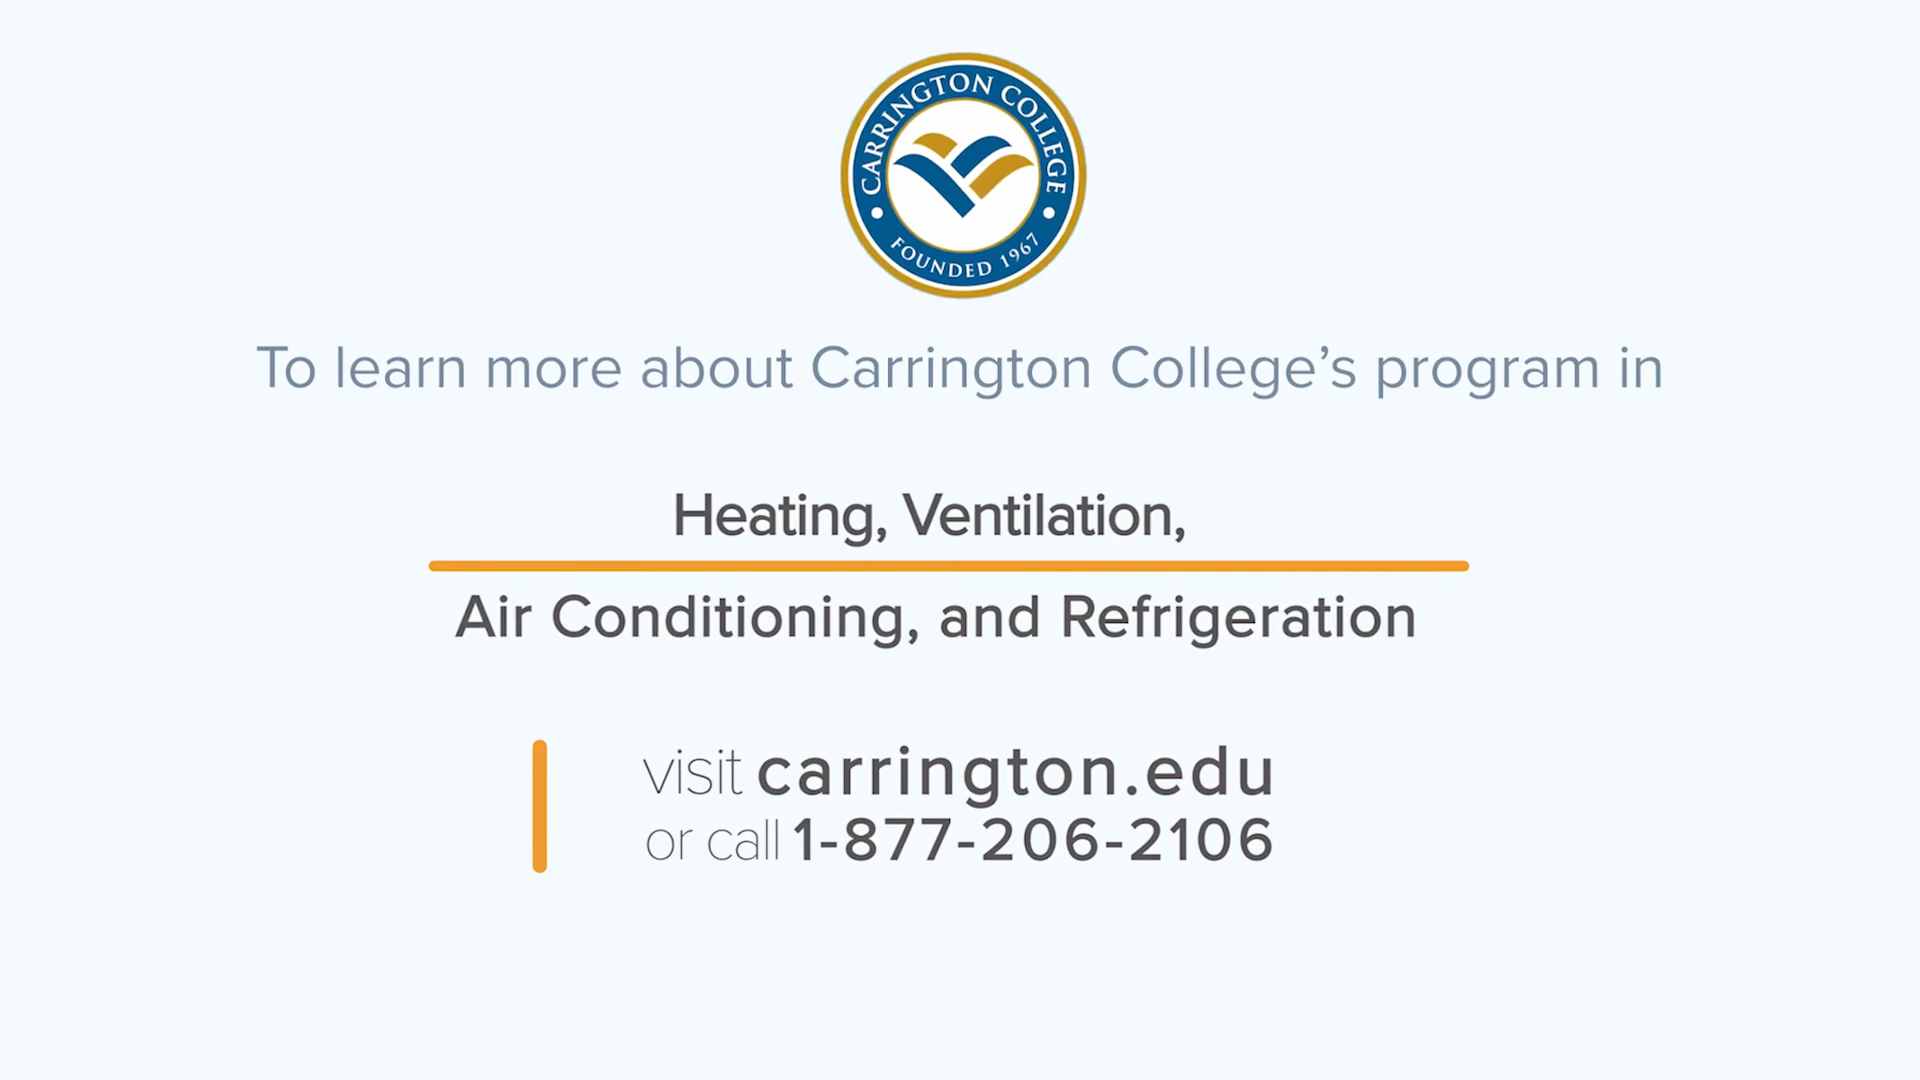 CARRINGTON COLLEGE
FOUNDED 1967
To learn more about Carrington College’s program in
Heating, Ventilation,
Air Conditioning, and Refrigeration
visit carrington.edu
or call 1-877-206-2106